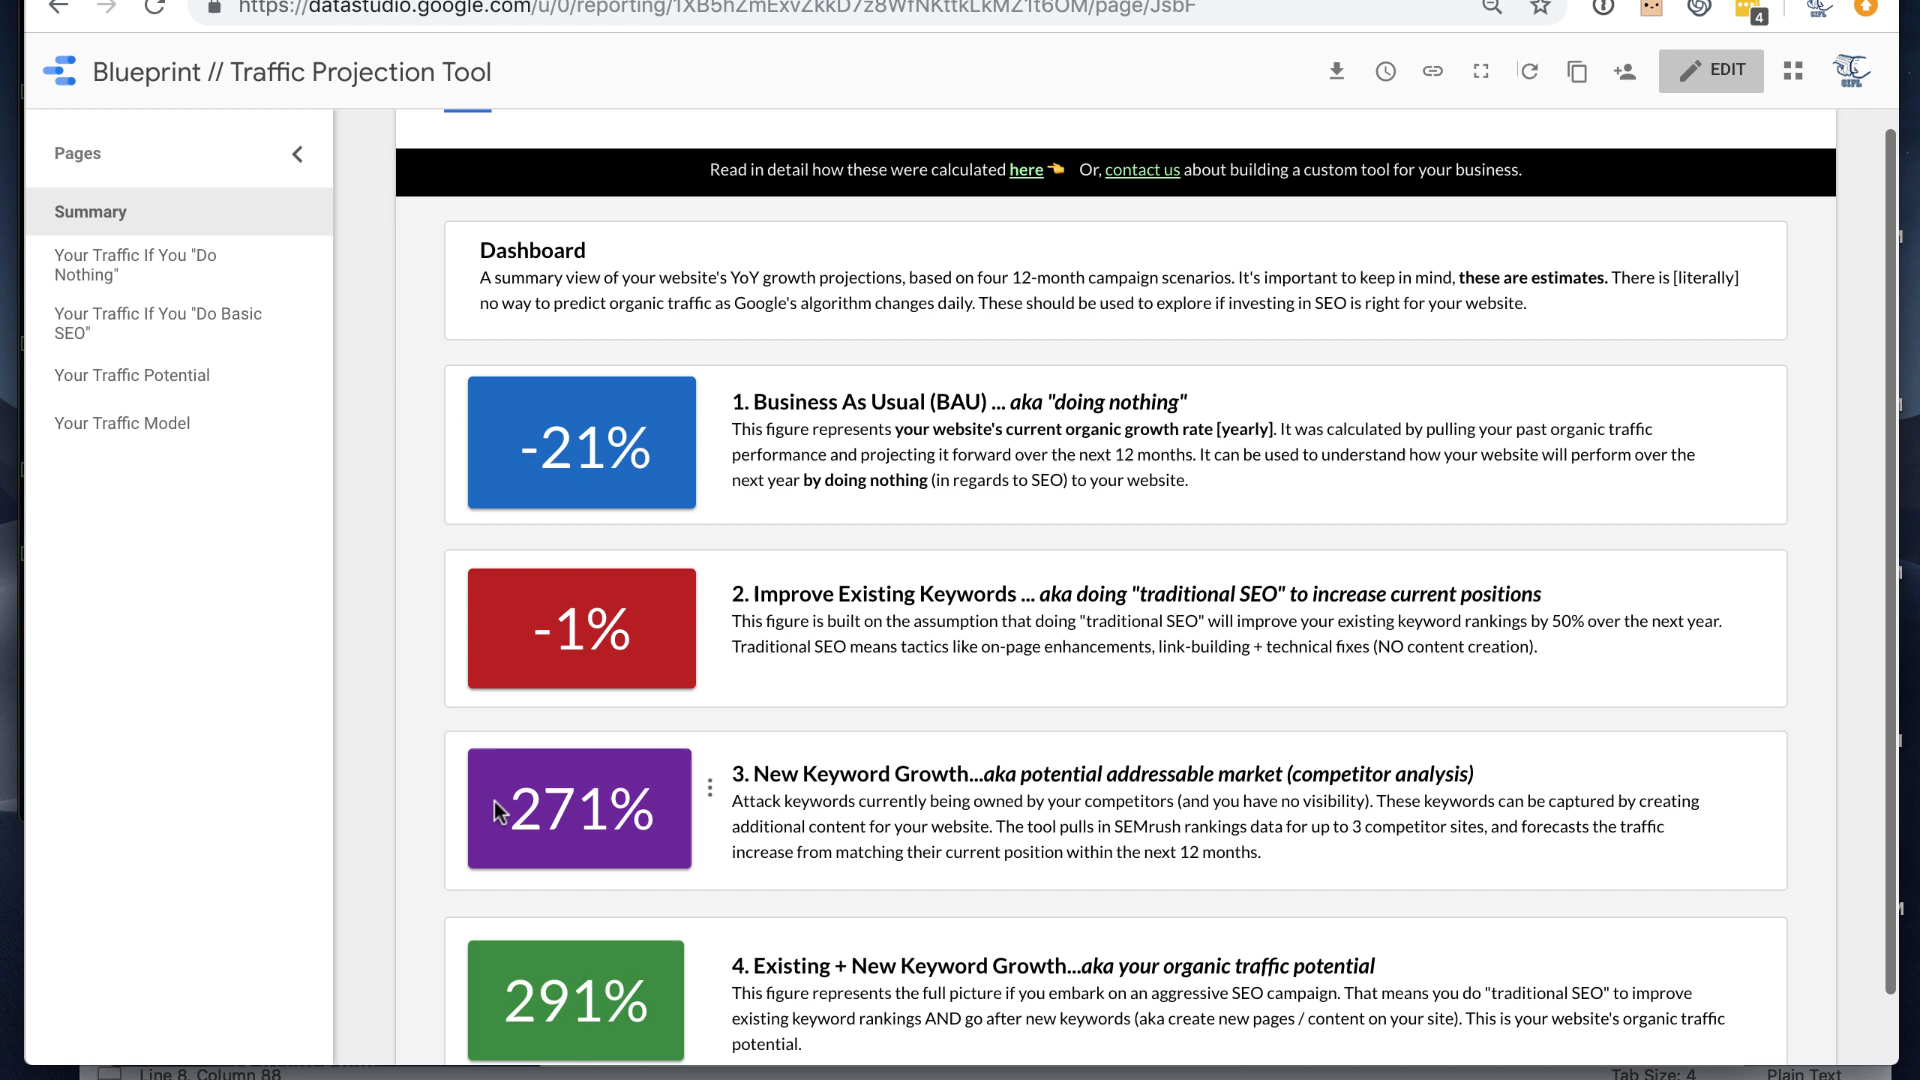 https://datastudio.google.com/u/0/reporting/1XB5hZmExvZkkD7z8WfNKttkLkMZ1t6OM/page/JsbF
4
Blueprint // Traffic Projection Tool
EDIT
Pages
Summary
Your Traffic If You "Do
Nothing"
Your Traffic If You "Do Basic
SEO"
Your Traffic Potential
Your Traffic Model
Read in detail how these were calculated here 👈 Or, contact us about building a custom tool for your business.
Dashboard
A summary view of your website's YoY growth projections, based on four 12-month campaign scenarios. It's important to keep in mind, these are estimates. There is [literally]
no way to predict organic traffic as Google's algorithm changes daily. These should be used to explore if investing in SEO is right for your website.
-21%
1. Business As Usual (BAU) ... aka "doing nothing"
This figure represents your website's current organic growth rate [yearly]. It was calculated by pulling your past organic traffic
performance and projecting it forward over the next 12 months. It can be used to understand how your website will perform over the
next year by doing nothing (in regards to SEO) to your website.
-1%
2. Improve Existing Keywords ... aka doing "traditional SEO" to increase current positions
This figure is built on the assumption that doing "traditional SEO" will improve your existing keyword rankings by 50% over the next year.
Traditional SEO means tactics like on-page enhancements, link-building + technical fixes (NO content creation).
271%
3. New Keyword Growth...aka potential addressable market (competitor analysis)
Attack keywords currently being owned by your competitors (and you have no visibility). These keywords can be captured by creating
additional content for your website. The tool pulls in SEMrush rankings data for up to 3 competitor sites, and forecasts the traffic
increase from matching their current position within the next 12 months.
291%
4. Existing + New Keyword Growth...aka your organic traffic potential
This figure represents the full picture if you embark on an aggressive SEO campaign. That means you do "traditional SEO" to improve
existing keyword rankings AND go after new keywords (aka create new pages / content on your site). This is your website's organic traffic
potential.
Line 8, Column 88
Tab Size: 4
Plain Text